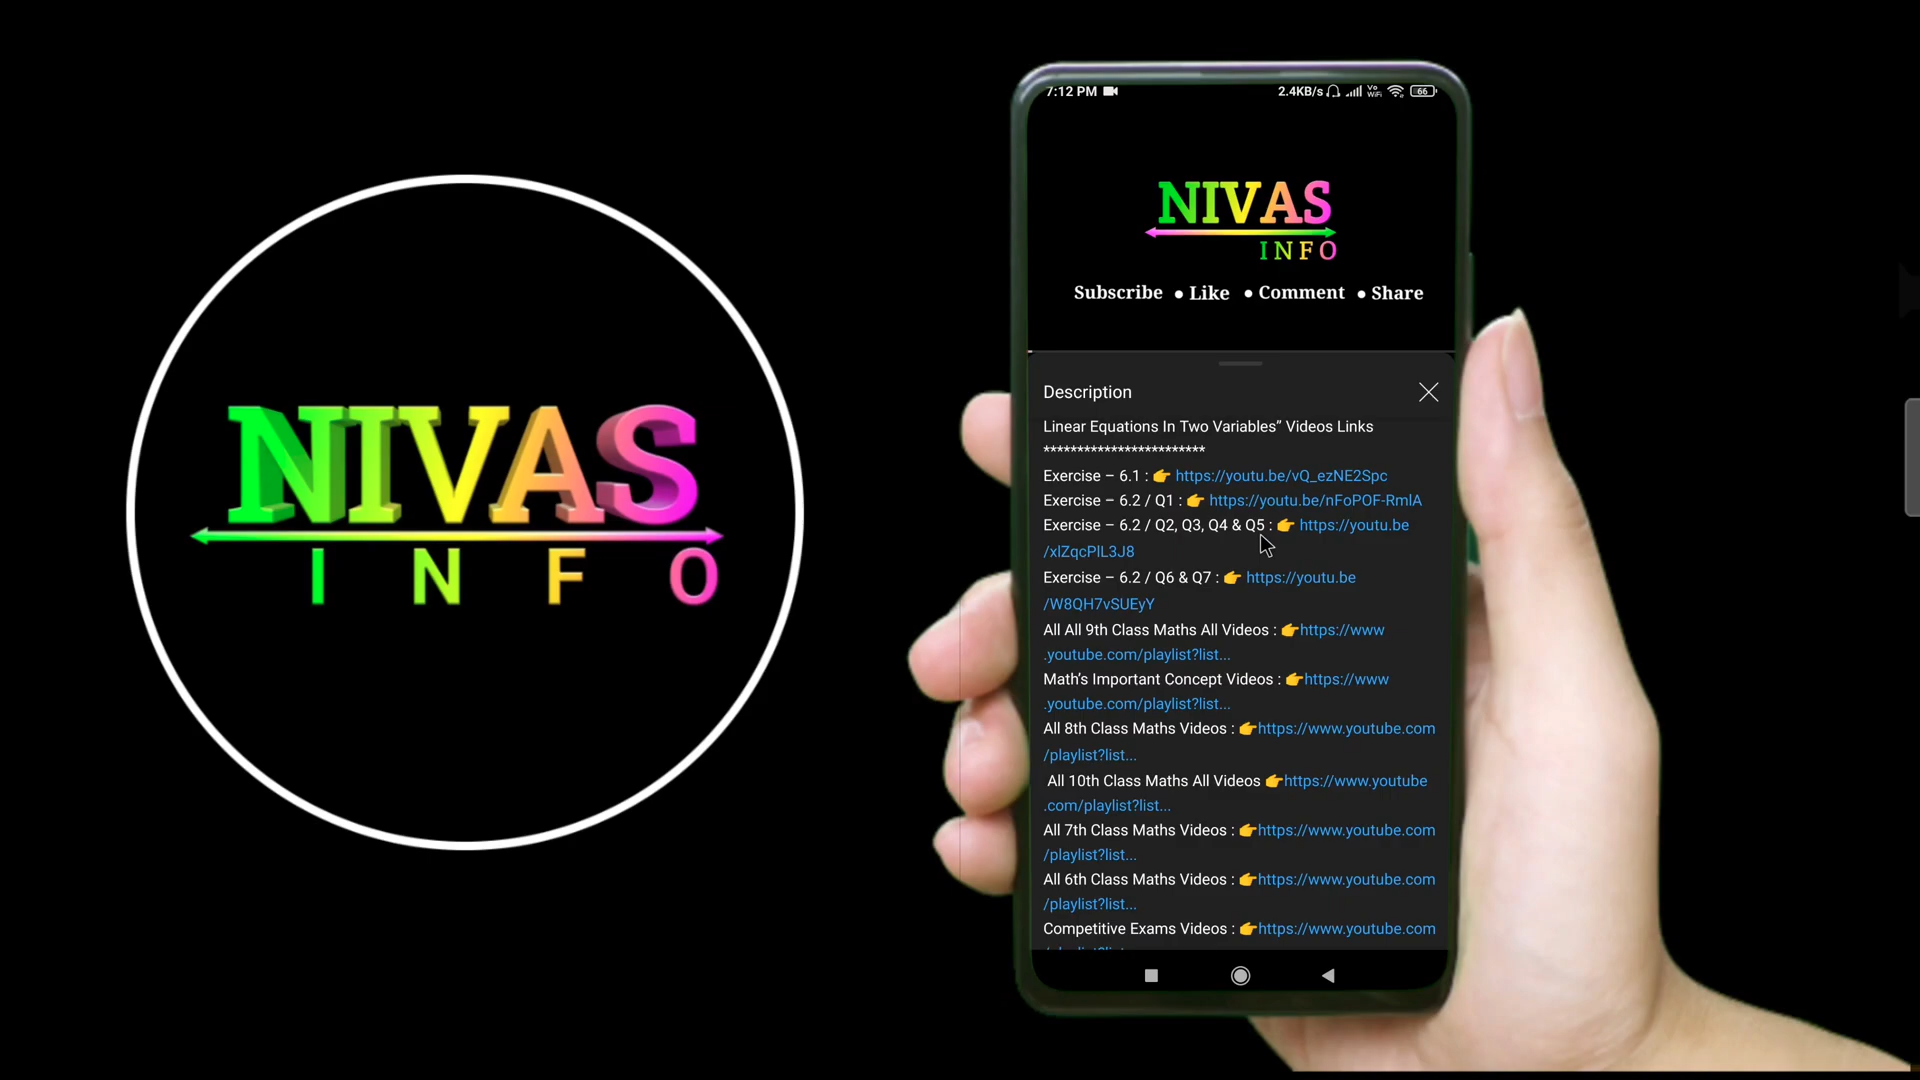 NIVAS
INFO
7:12 PM
2.4KB/s Vo WiFi 66
NIVAS
INFO
Subscribe • Like • Comment • Share
Description
Linear Equations In Two Variables” Videos Links
************************
Exercise – 6.1 : 👉 https://youtu.be/vQ_ezNE2Spc
Exercise – 6.2 / Q1 : 👉 https://youtu.be/nFoPOF-RmlA
Exercise – 6.2 / Q2, Q3, Q4 & Q5 : 👉 https://youtu.be
/xlZqcPlL3J8
Exercise – 6.2 / Q6 & Q7 : 👉 https://youtu.be
/W8QH7vSUEyY
All All 9th Class Maths All Videos : 👉https://www
.youtube.com/playlist?list...
Math’s Important Concept Videos : 👉https://www
.youtube.com/playlist?list...
All 8th Class Maths Videos : 👉https://www.youtube.com
/playlist?list...
All 10th Class Maths All Videos 👉https://www.youtube
.com/playlist?list...
All 7th Class Maths Videos : 👉https://www.youtube.com
/playlist?list...
All 6th Class Maths Videos : 👉https://www.youtube.com
/playlist?list...
Competitive Exams Videos : 👉https://www.youtube.com